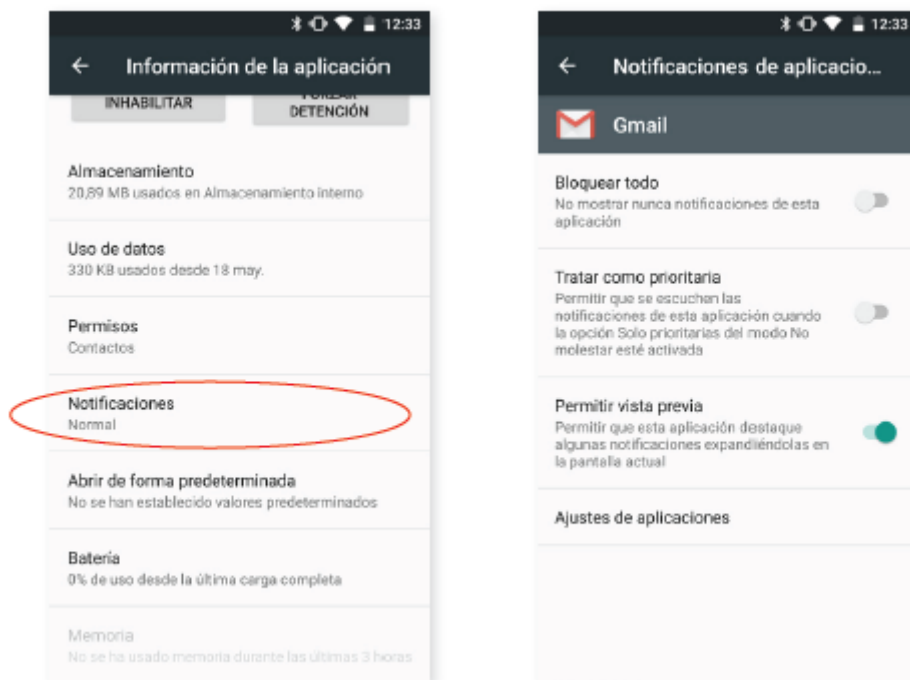 12:33
Información de la aplicación
INHABILITAR
FORZAR
DETENCIÓN
Almacenamiento
20,89 MB usados en Almacenamiento interno
Uso de datos
330 KB usados desde 18 may.
Permisos
Contactos
Notificaciones
Normal
Abrir de forma predeterminada
No se han establecido valores predeterminados
Batería
0% de uso desde la última carga completa
Memoria
No se ha usado memoria durante las últimas 3 horas
12:33
Notificaciones de aplicacio...
Gmail
Bloquear todo
No mostrar nunca notificaciones de esta
aplicación
Tratar como prioritaria
Permitir que se escuchen las
notificaciones de esta aplicación cuando
la opción Solo prioritarias del modo No
molestar esté activada
Permitir vista previa
Permitir que esta aplicación destaque
algunas notificaciones expandiéndolas en
la pantalla actual
Ajustes de aplicaciones